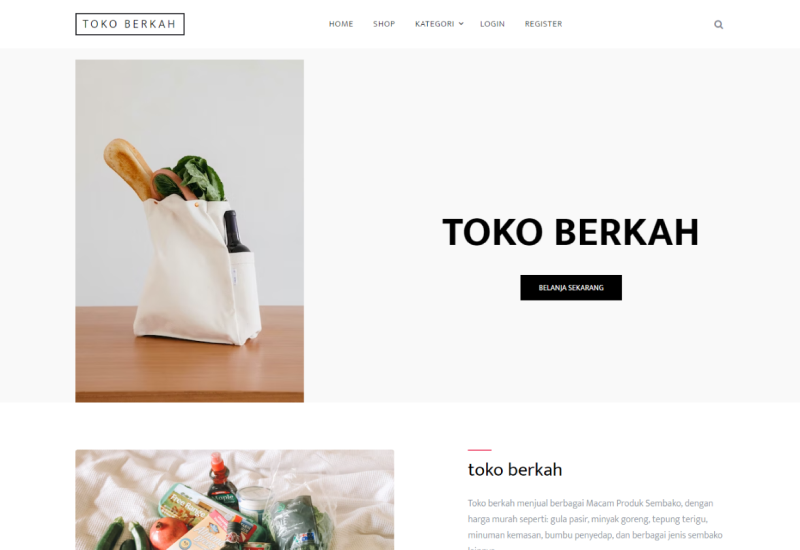 TOKO BERKAH
HOME SHOP KATEGORI LOGIN REGISTER
TOKO BERKAH
BELANJA SEKARANG
toko berkah
Toko berkah menjual berbagai Macam Produk Sembako, dengan
harga murah seperti: gula pasir, minyak goreng, tepung terigu,
minuman kemasan, bumbu penyedap, dan berbagai jenis sembako